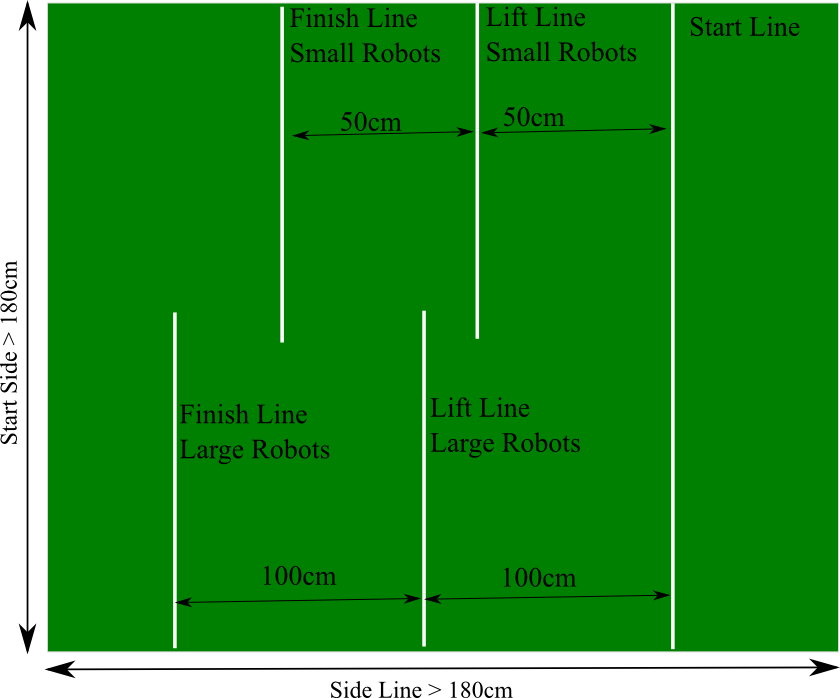 Finish Line
Small Robots
Lift Line
Small Robots
Start Line
50cm
50cm
Start Side > 180cm
Finish Line
Large Robots
Lift Line
Large Robots
100cm
100cm
Side Line > 180cm